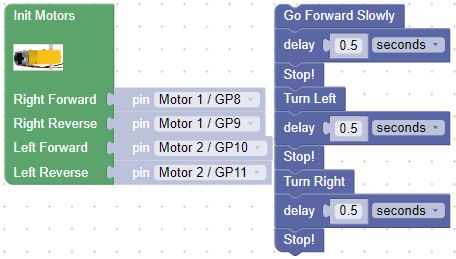 Init Motors
Right Forward pin Motor 1 / GP8
Right Reverse pin Motor 1 / GP9
Left Forward pin Motor 2 / GP10
Left Reverse pin Motor 2 / GP11
Go Forward Slowly
delay 0.5 seconds
Stop!
Turn Left
delay 0.5 seconds
Stop!
Turn Right
delay 0.5 seconds
Stop!